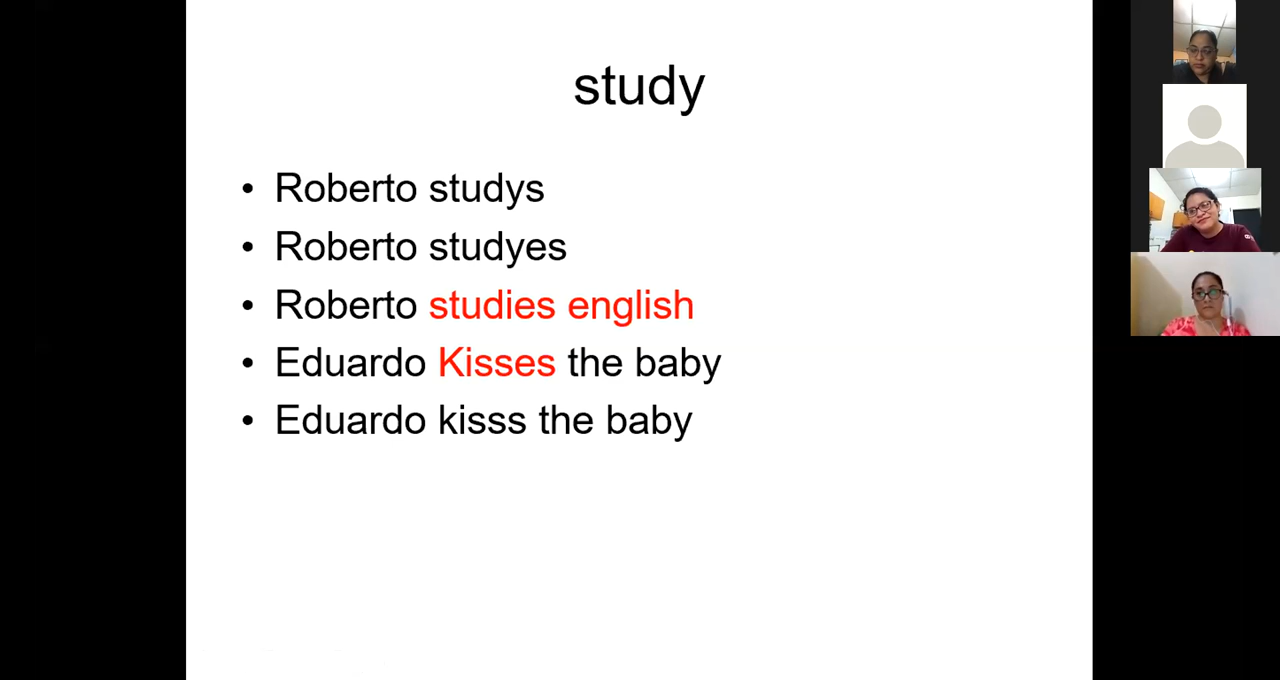 study
• Roberto studys
• Roberto studyes
• Roberto studies english
• Eduardo Kisses the baby
• Eduardo kisss the baby